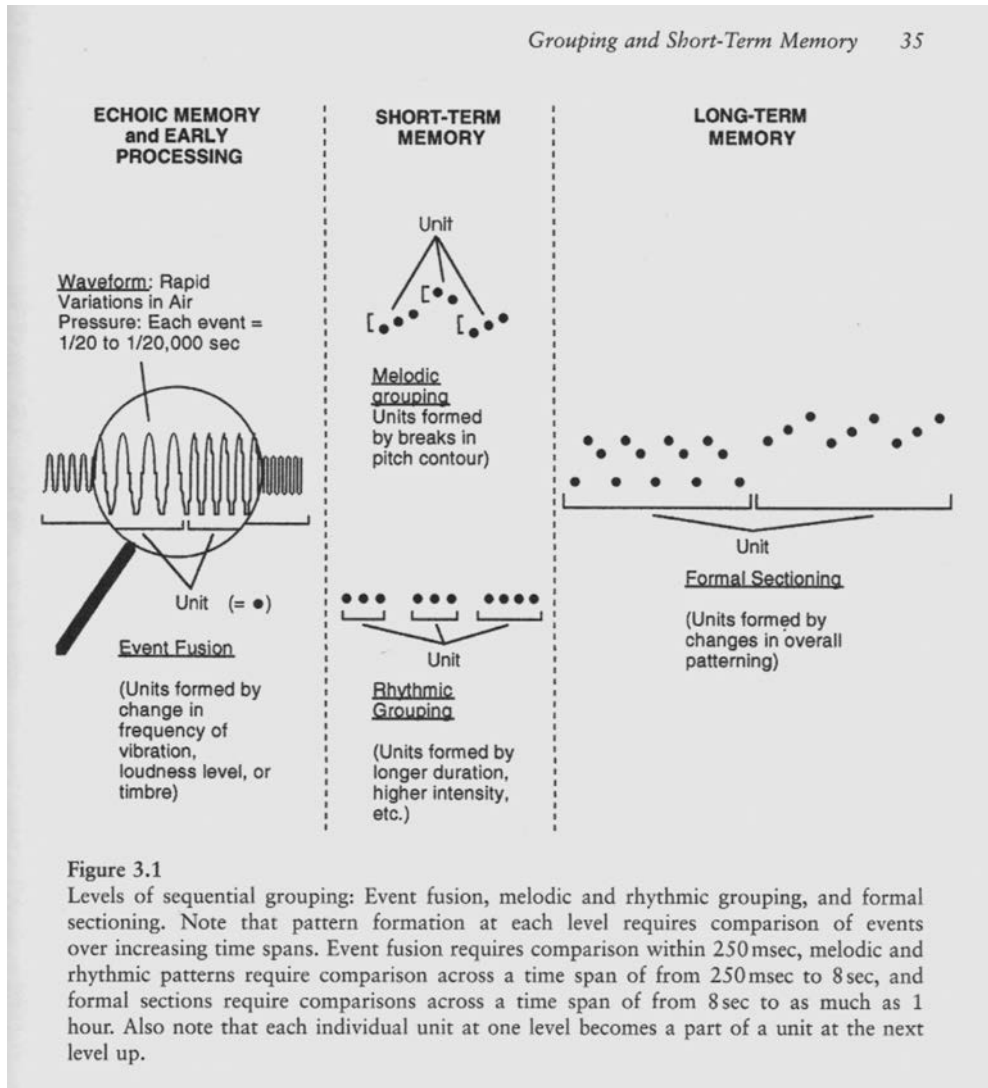 Grouping and Short-Term Memory 35
ECHOIC MEMORY
and EARLY
PROCESSING
Waveform: Rapid
Variations in Air
Pressure: Each event =
1/20 to 1/20,000 sec
Unit (= ●)
Event Fusion
(Units formed by
change in
frequency of
vibration,
loudness level, or
timbre)
SHORT-TERM
MEMORY
Unit
Melodic
grouping
Units formed
by breaks in
pitch contour)
Unit
Rhythmic
Grouping
(Units formed by
longer duration,
higher intensity,
etc.)
LONG-TERM
MEMORY
Unit
Formal Sectioning
(Units formed by
changes in overall
patterning)
Figure 3.1
Levels of sequential grouping: Event fusion, melodic and rhythmic grouping, and formal
sectioning. Note that pattern formation at each level requires comparison of events
over increasing time spans. Event fusion requires comparison within 250 msec, melodic and
rhythmic patterns require comparison across a time span of from 250 msec to 8 sec, and
formal sections require comparisons across a time span of from 8 sec to as much as 1
hour. Also note that each individual unit at one level becomes a part of a unit at the next
level up.